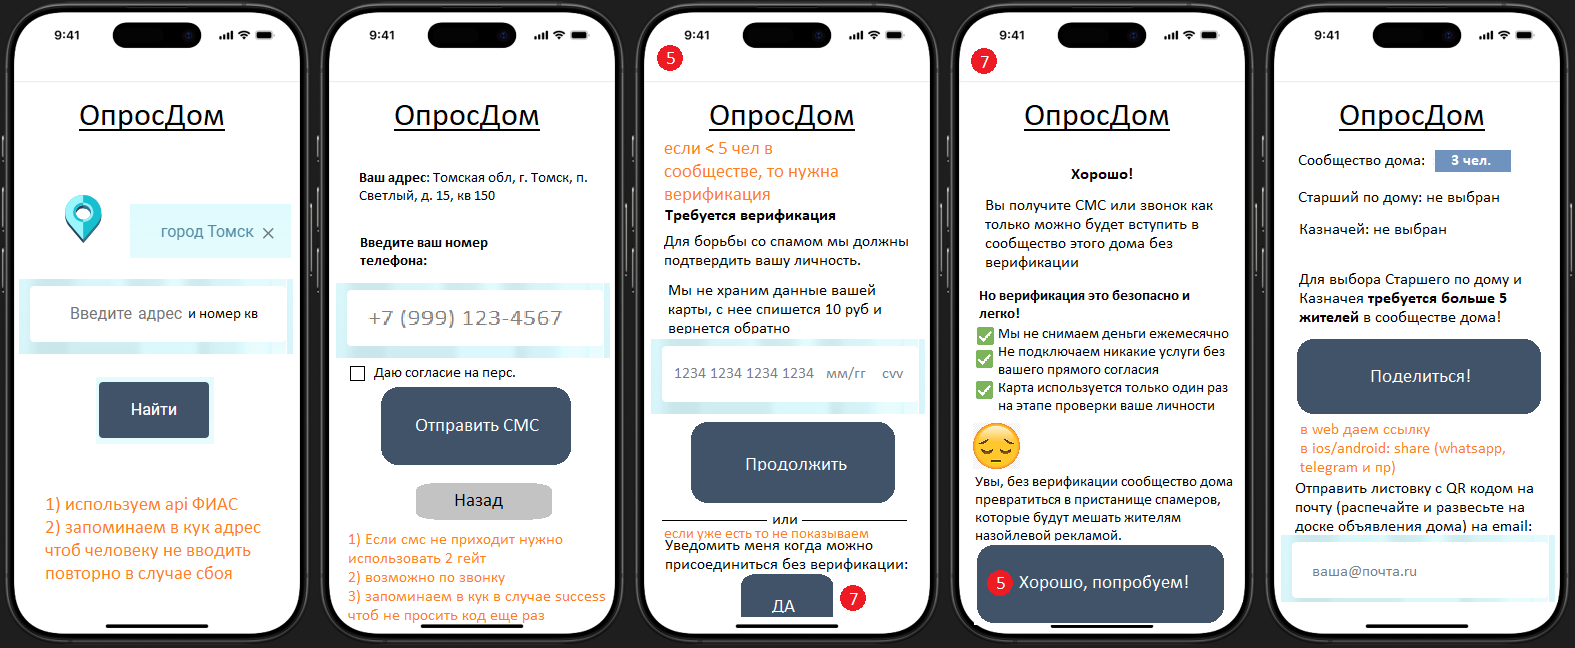 9:41
ОпросДом
город Томск ×
Введите адрес и номер кв
Найти
1) используем api ФИАС
2) запоминаем в кук адрес
чтоб человеку не вводить
повторно в случае сбоя
9:41
ОпросДом
Ваш адрес: Томская обл, г. Томск, п.
Светлый, д. 15, кв 150
Введите ваш номер
телефона:
+7 (999) 123-4567
Даю согласие на перс.
Отправить СМС
Назад
1) Если смс не приходит нужно
использовать 2 гейт
2) возможно по звонку
3) запоминаем в кук в случае success
чтоб не просить код еще раз
9:41
5
ОпросДом
если < 5 чел в
сообществе, то нужна
верификация
Требуется верификация
Для борьбы со спамом мы должны
подтвердить вашу личность.
Мы не храним данные вашей
карты, с нее спишется 10 руб и
вернется обратно
1234 1234 1234 1234 мм/гг cvv
Продолжить
или
если уже есть то не показываем
Уведомить меня когда можно
присоединиться без верификации:
ДА
7
9:41
7
ОпросДом
Хорошо!
Вы получите СМС или звонок как
только можно будет вступить в
сообщество этого дома без
верификации
Но верификация это безопасно и
легко!
Мы не снимаем деньги ежемесячно
Не подключаем никакие услуги без
вашего прямого согласия
Карта используется только один раз
на этапе проверки ваше личности
Увы, без верификации сообщество дома
превратиться в пристанище спамеров,
которые будут мешать жителям
назойлевой рекламой.
5 Хорошо, попробуем!
9:41
ОпросДом
Сообщество дома: 3 чел.
Старший по дому: не выбран
Казначей: не выбран
Для выбора Старшего по дому и
Казначея требуется больше 5
жителей в сообществе дома!
Поделиться!
в web даем ссылку
в ios/android: share (whatsapp,
telegram и пр)
Отправить листовку с QR кодом на
почту (распечайте и развесьте на
доске объявления дома) на email:
ваша@почта.ru